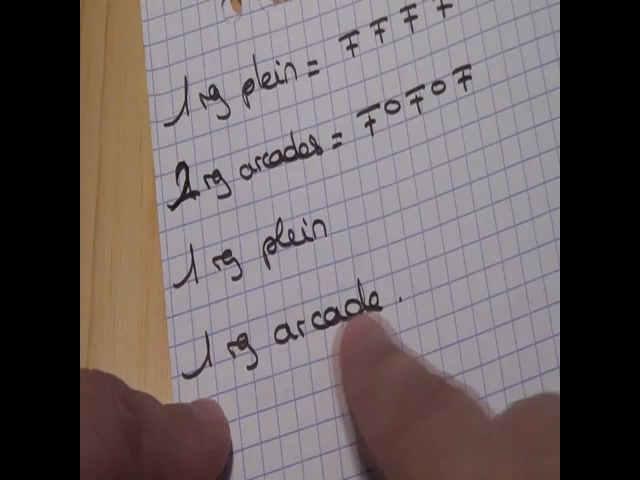 1 rg plein = Ŧ Ŧ Ŧ Ŧ
2 rg arcades = Ŧ o Ŧ o Ŧ
1 rg plein
1 rg arcade.